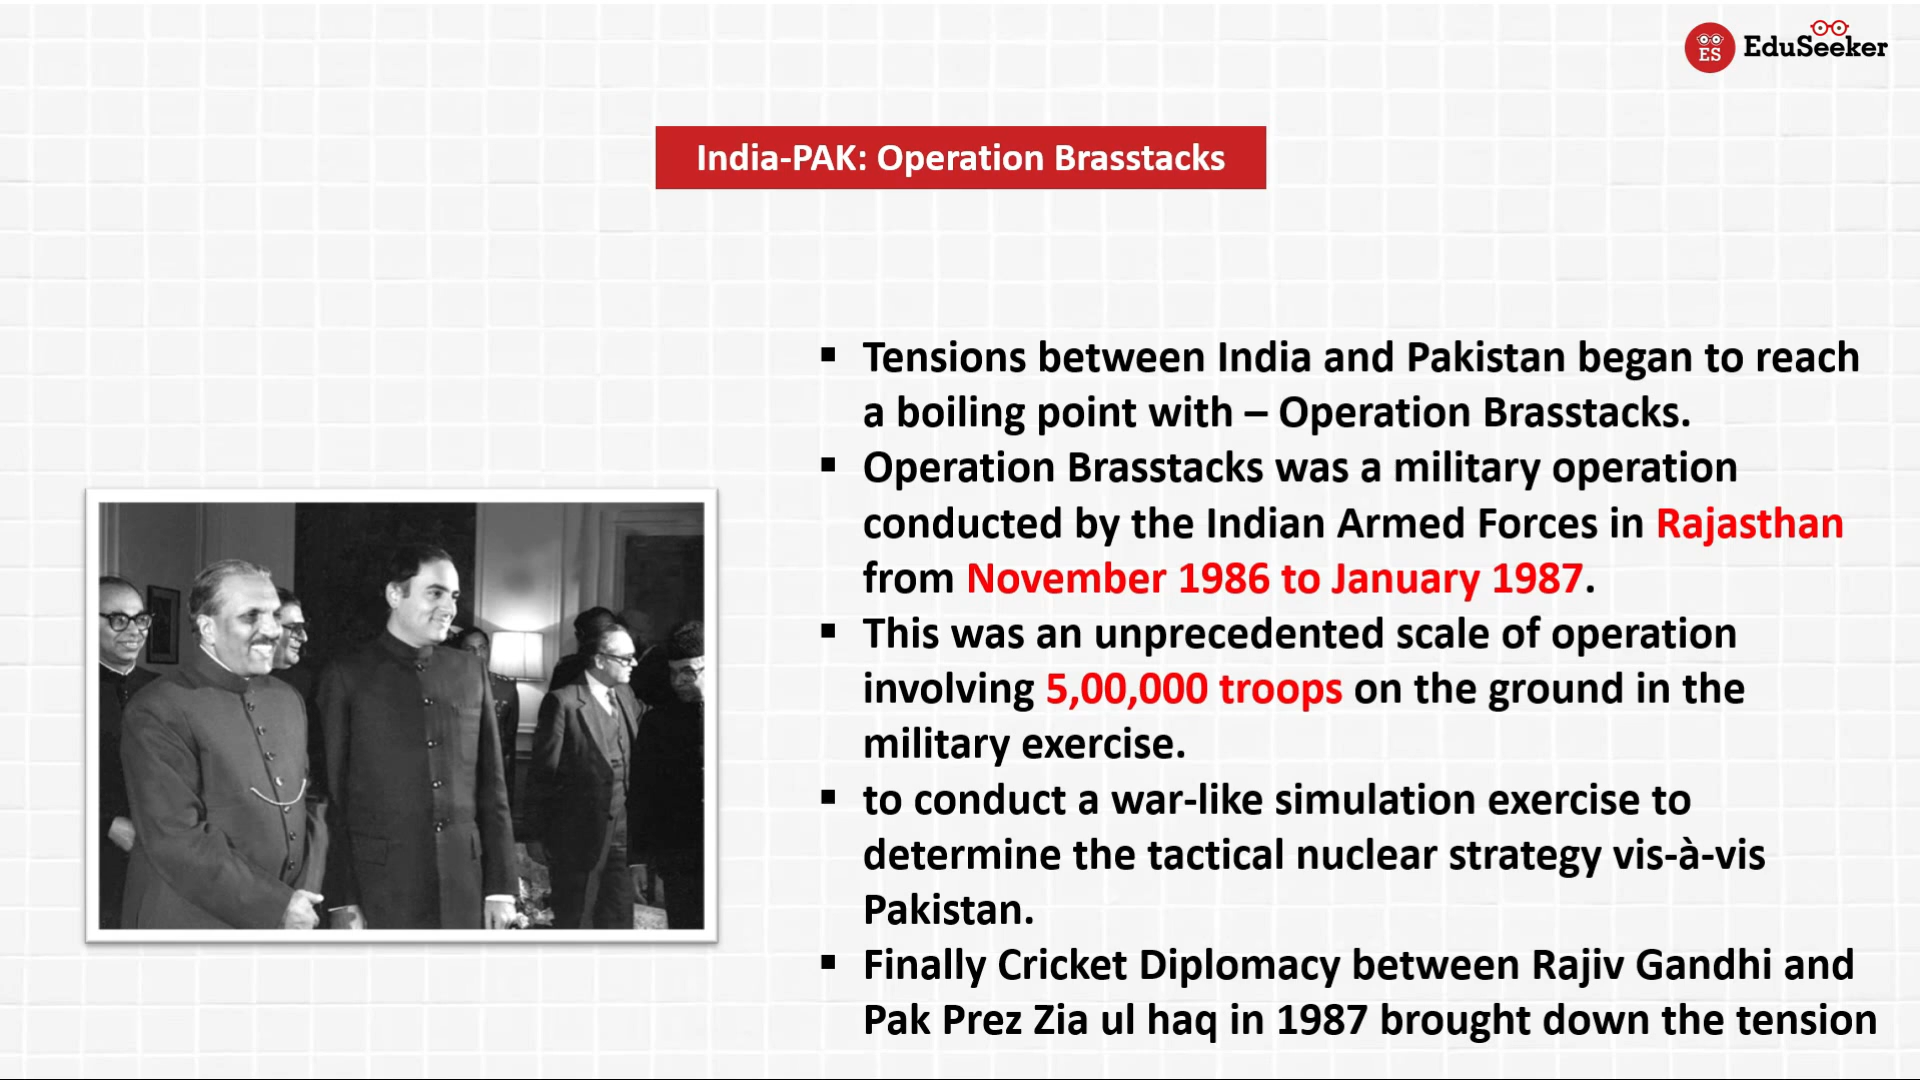 ES EduSeeker
India-PAK: Operation Brasstacks
▪ Tensions between India and Pakistan began to reach
a boiling point with – Operation Brasstacks.
▪ Operation Brasstacks was a military operation
conducted by the Indian Armed Forces in Rajasthan
from November 1986 to January 1987.
▪ This was an unprecedented scale of operation
involving 5,00,000 troops on the ground in the
military exercise.
▪ to conduct a war-like simulation exercise to
determine the tactical nuclear strategy vis-à-vis
Pakistan.
▪ Finally Cricket Diplomacy between Rajiv Gandhi and
Pak Prez Zia ul haq in 1987 brought down the tension